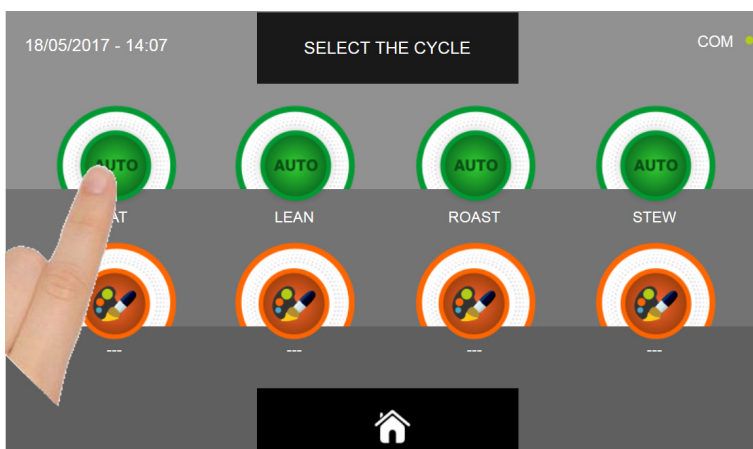 18/05/2017 - 14:07
SELECT THE CYCLE
COM
AUTO
AUTO
AUTO
AUTO
LEAN
ROAST
STEW
---
---
---
---